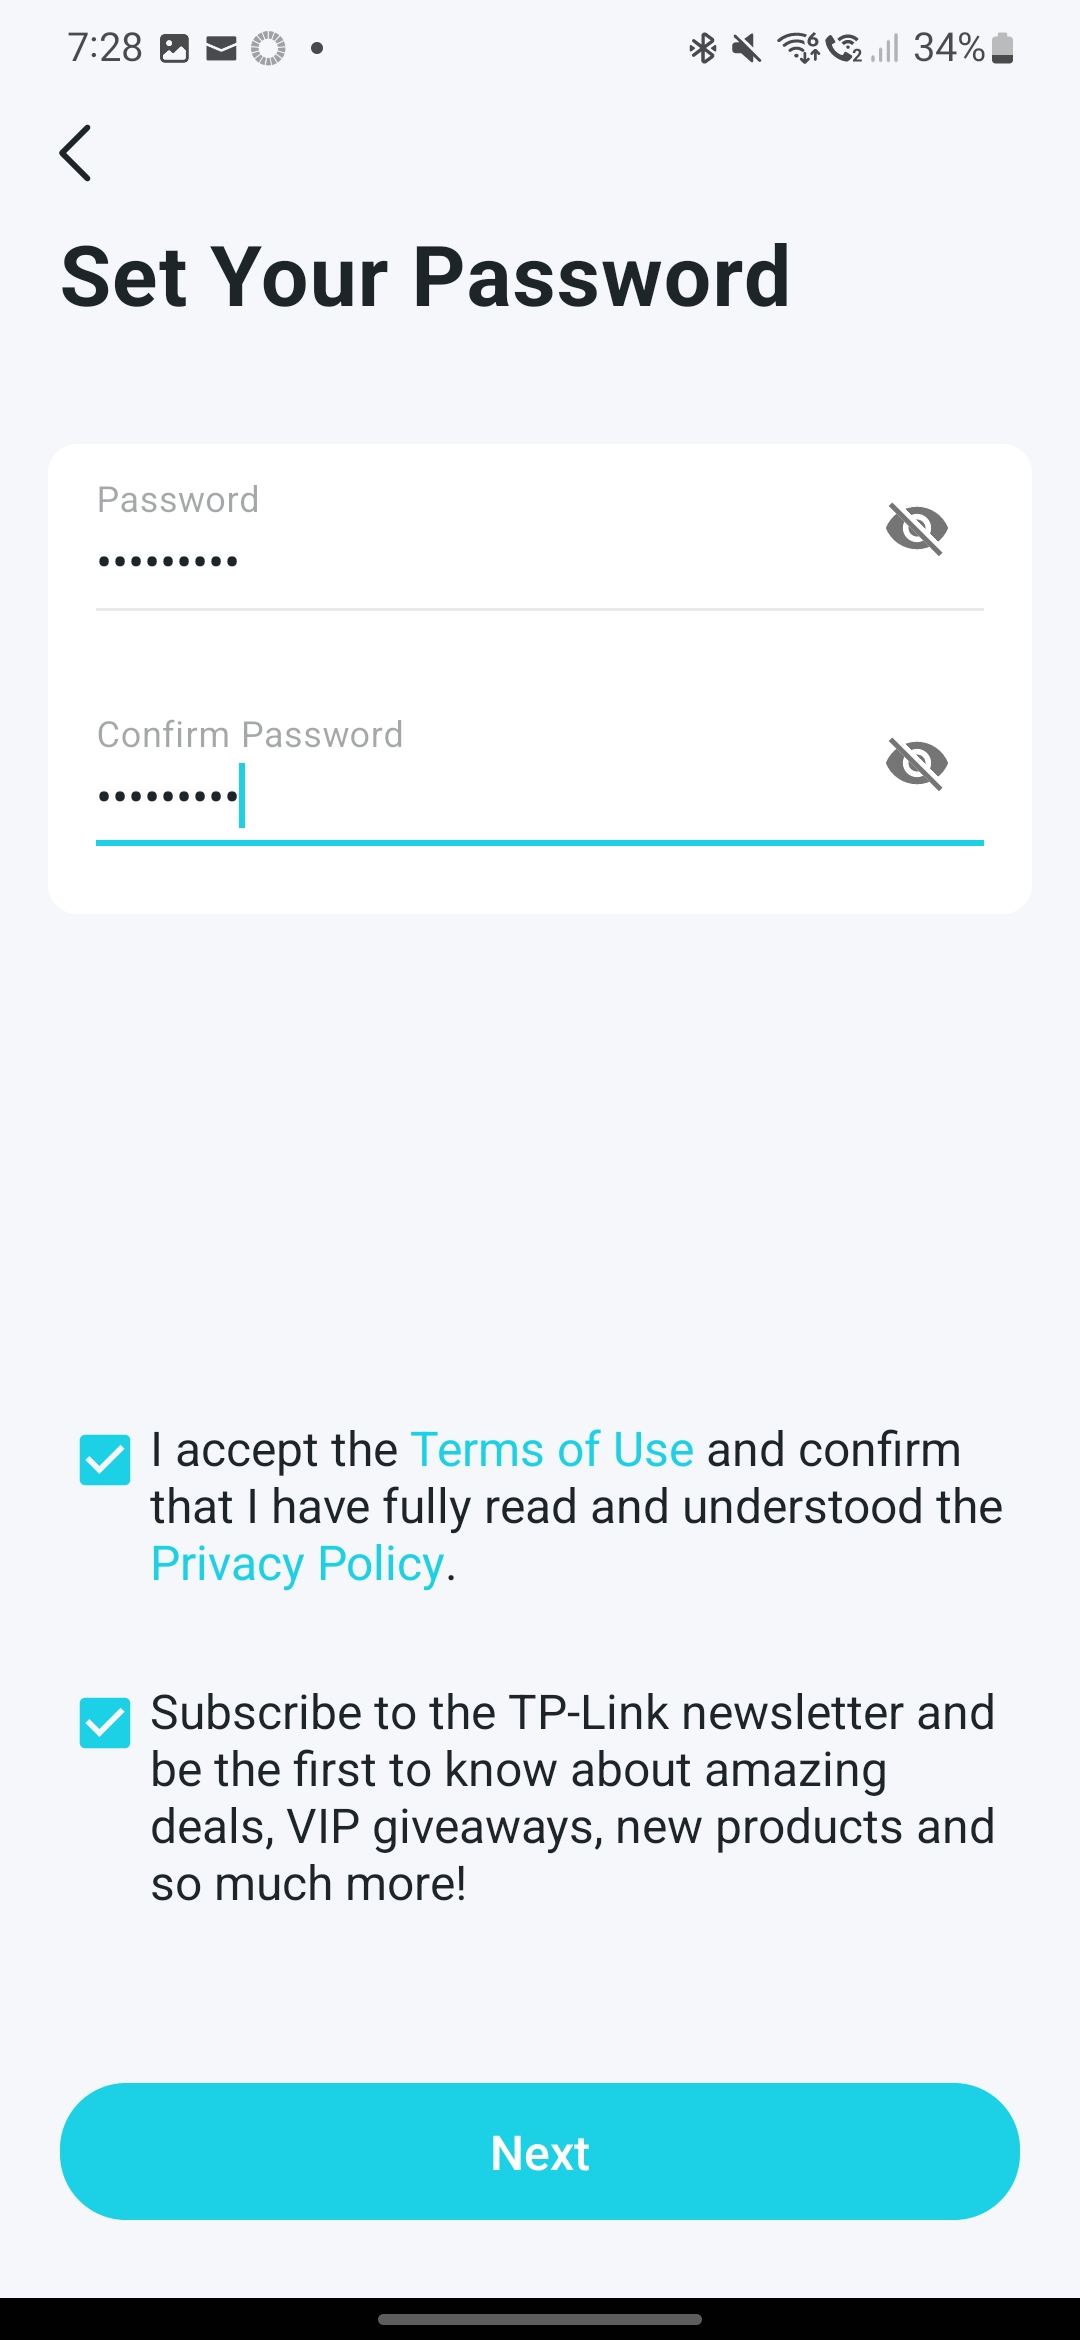 7:28 34%
Set Your Password
Password
•••••••••
Confirm Password
•••••••••
I accept the Terms of Use and confirm
that I have fully read and understood the
Privacy Policy.
Subscribe to the TP-Link newsletter and
be the first to know about amazing
deals, VIP giveaways, new products and
so much more!
Next